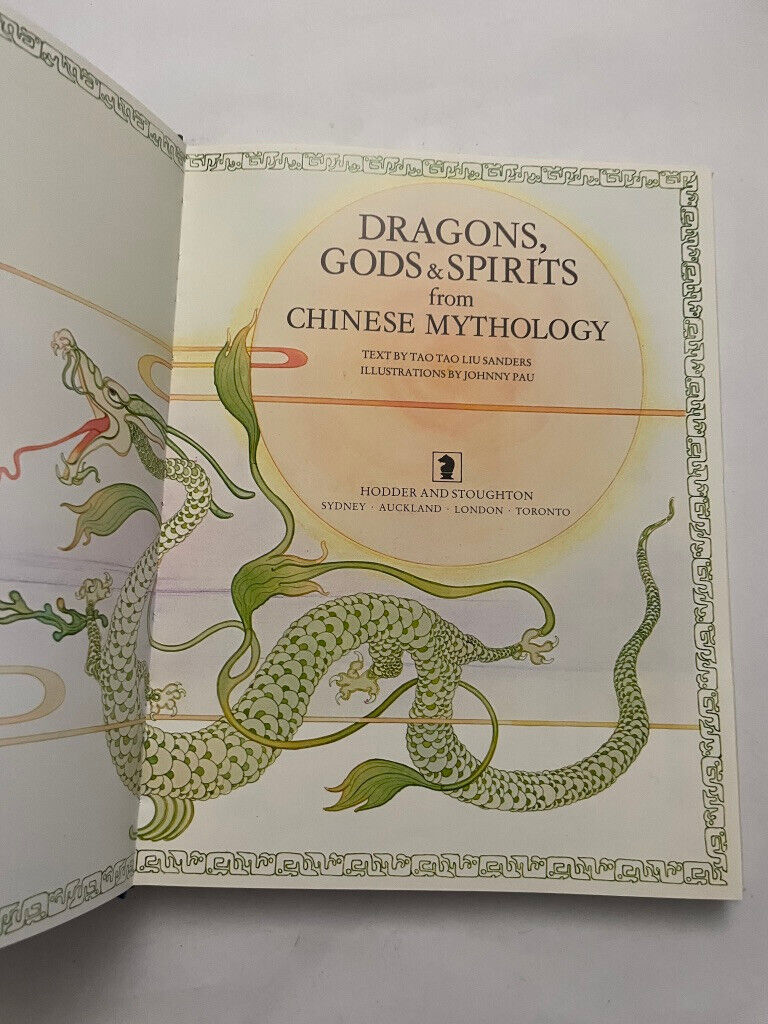 DRAGONS,
GODS & SPIRITS
from
CHINESE MYTHOLOGY
TEXT BY TAO TAO LIU SANDERS
ILLUSTRATIONS BY JOHNNY PAU
HODDER AND STOUGHTON
SYDNEY · AUCKLAND · LONDON · TORONTO